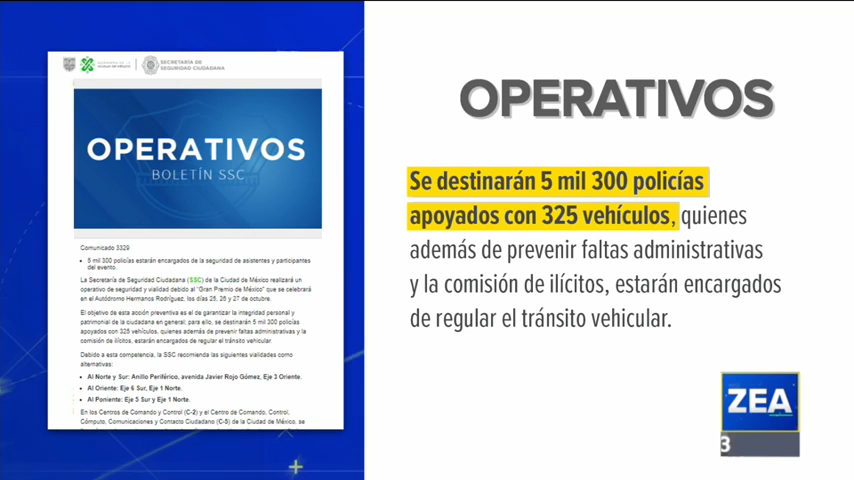 SECRETARÍA DE
SEGURIDAD CIUDADANA
OPERATIVOS
BOLETÍN SSC
Comunicado 3329
• 5 mil 300 policías estarán encargados de la seguridad de asistentes y participantes
del evento.
La Secretaría de Seguridad Ciudadana (SSC) de la Ciudad de México realizará un
operativo de seguridad y vialidad debido al "Gran Premio de México" que se celebrará
en el Autódromo Hermanos Rodríguez, los días 25, 26 y 27 de octubre.
El objetivo de esta acción preventiva es el de garantizar la integridad personal y
patrimonial de la ciudadanía en general; para ello, se destinarán 5 mil 300 policías
apoyados con 325 vehículos, quienes además de prevenir faltas administrativas y la
comisión de ilícitos, estarán encargados de regular el tránsito vehicular.
Debido a esta competencia, la SSC recomienda las siguientes vialidades como
alternativas:
• Al Norte y Sur: Anillo Periférico, avenida Javier Rojo Gómez, Eje 3 Oriente.
• Al Oriente: Eje 6 Sur, Eje 1 Norte.
• Al Poniente: Eje 5 Sur y Eje 1 Norte.
En los Centros de Comando y Control (C-2) y el Centro de Comando, Control,
Cómputo, Comunicaciones y Contacto Ciudadano (C-5) de la Ciudad de México, se
OPERATIVOS
Se destinarán 5 mil 300 policías
apoyados con 325 vehículos, quienes
además de prevenir faltas administrativas
y la comisión de ilícitos, estarán encargados
de regular el tránsito vehicular.
ZEA
3